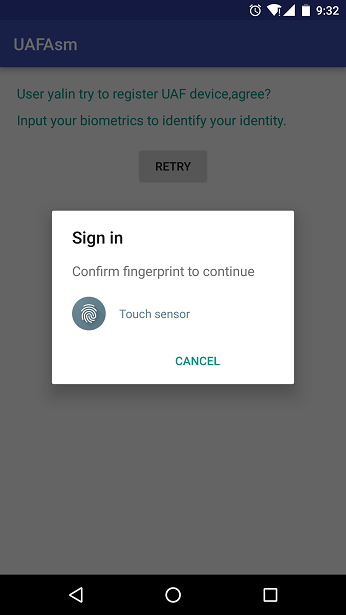 9:32
UAFAsm
User yalin try to register UAF device,agree?
Input your biometrics to identify your identity.
RETRY
Sign in
Confirm fingerprint to continue
Touch sensor
CANCEL